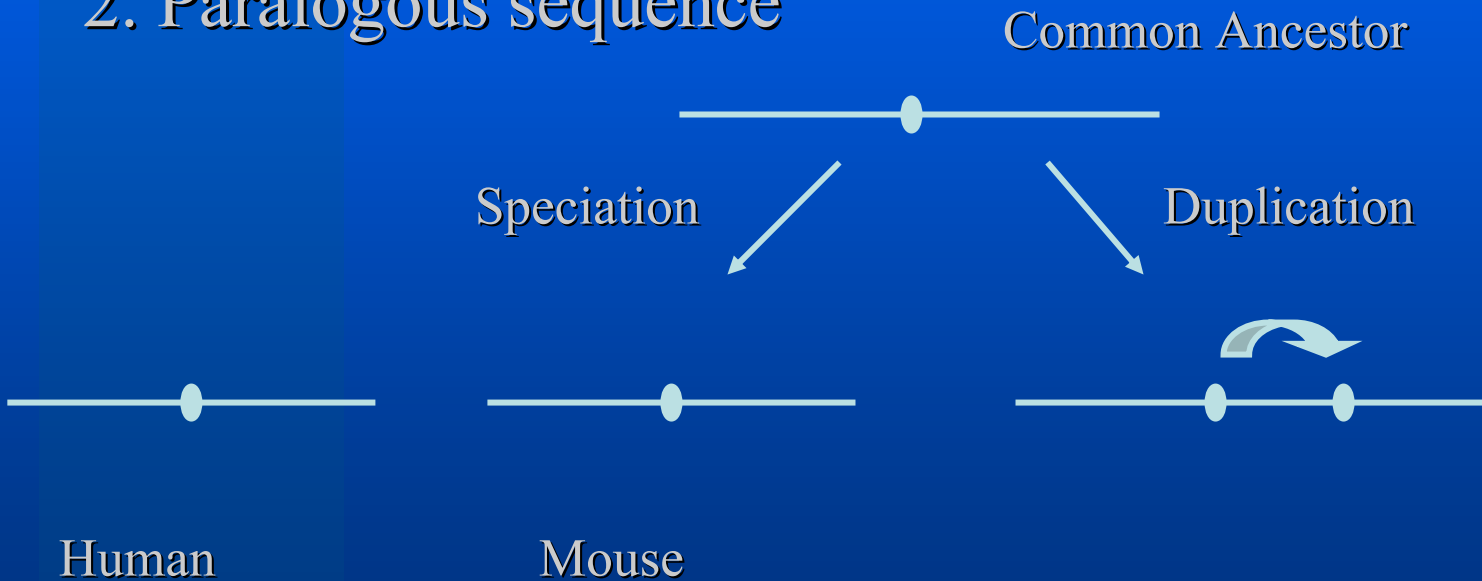 2. Paralogous sequence
Common Ancestor
Speciation
Duplication
Human
Mouse